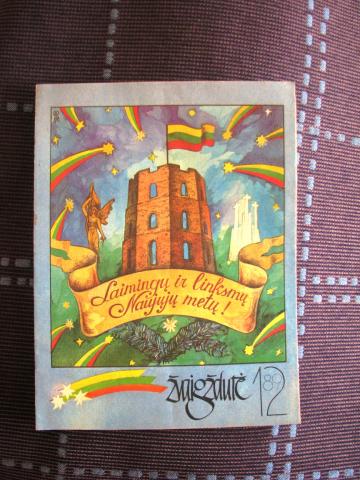 Laimingų ir linksmų
Naujųjų metų!
žvaigždutė
12
89